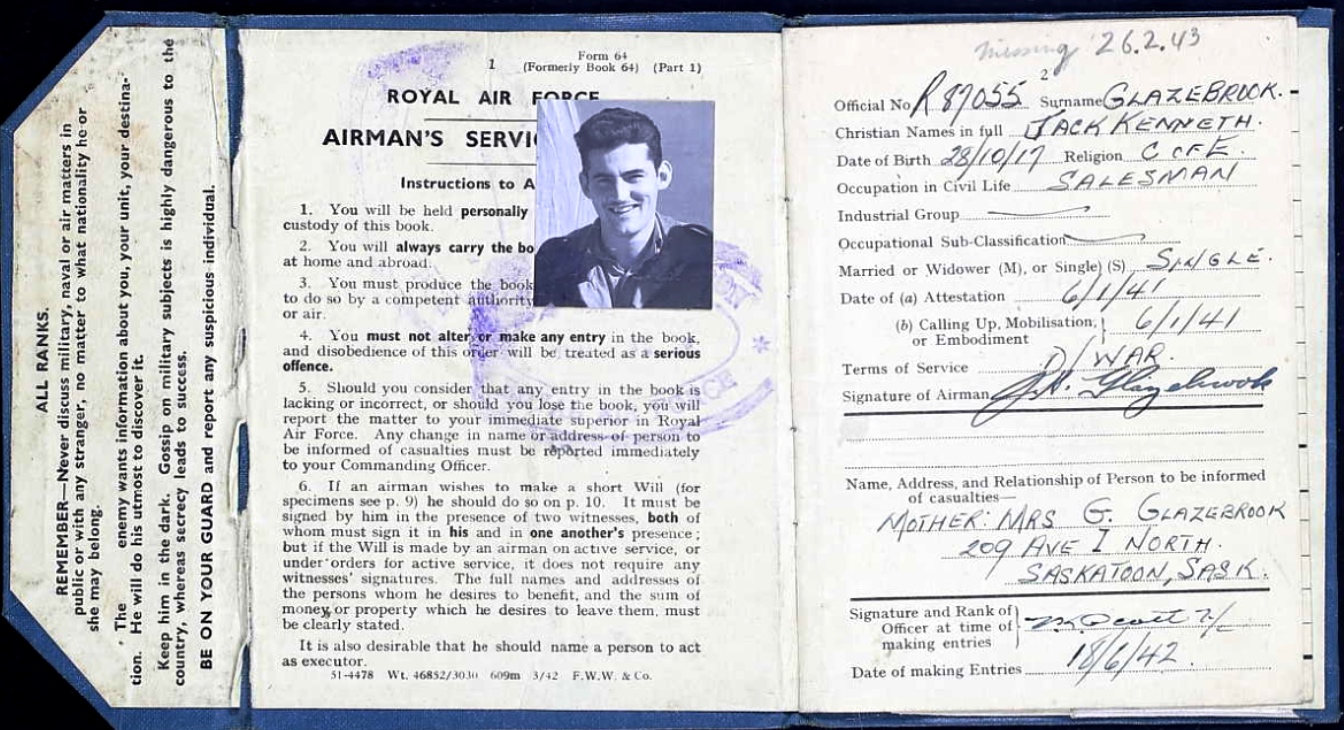 ALL RANKS.
REMEMBER—Never discuss military, naval or air matters in
public or with any stranger, no matter to what nationality he or
she may belong.
The enemy wants information about you, your unit, your destina-
tion. He will do his utmost to discover it.
Keep him in the dark. Gossip on military subjects is highly dangerous to the
country, whereas secrecy leads to success.
BE ON YOUR GUARD and report any suspicious individual.
1
Form 64
(Formerly Book 64) (Part 1)
ROYAL AIR FORCE
AIRMAN'S SERVI
Instructions to A
1. You will be held personally
custody of this book.
2. You will always carry the bo
at home and abroad.
3. You must produce the book
to do so by a competent authority
or air.
4. You must not alter or make any entry in the book,
and disobedience of this order will be treated as a serious
offence.
5. Should you consider that any entry in the book is
lacking or incorrect, or should you lose the book, you will
report the matter to your immediate superior in Royal
Air Force. Any change in name or address of person to
be informed of casualties must be reported immediately
to your Commanding Officer.
6. If an airman wishes to make a short Will (for
specimens see p. 9) he should do so on p. 10. It must be
signed by him in the presence of two witnesses, both of
whom must sign it in his and in one another's presence;
but if the Will is made by an airman on active service, or
under orders for active service, it does not require any
witnesses' signatures. The full names and addresses of
the persons whom he desires to benefit, and the sum of
money or property which he desires to leave them, must
be clearly stated.
It is also desirable that he should name a person to act
as executor.
51-4478 Wt. 46852/3030 609m 3/42 F.W.W. & Co.
missing 26.2.43
2
Official No R 87055 Surname GLAZEBROOK.
Christian Names in full JACK KENNETH.
Date of Birth 28/10/17 Religion C OF E.
Occupation in Civil Life SALESMAN
Industrial Group
Occupational Sub-Classification
Married or Widower (M), or Single (S) SINGLE.
Date of (a) Attestation 6/1/41
(b) Calling Up, Mobilisation, or Embodiment 6/1/41
Terms of Service D/WAR.
Signature of Airman J.K. Glazebrook
Name, Address, and Relationship of Person to be informed
of casualties—
MOTHER: MRS G. GLAZEBROOK
209 AVE I NORTH.
SASKATOON, SASK.
Signature and Rank of
Officer at time of
making entries
Date of making Entries 18/6/42.